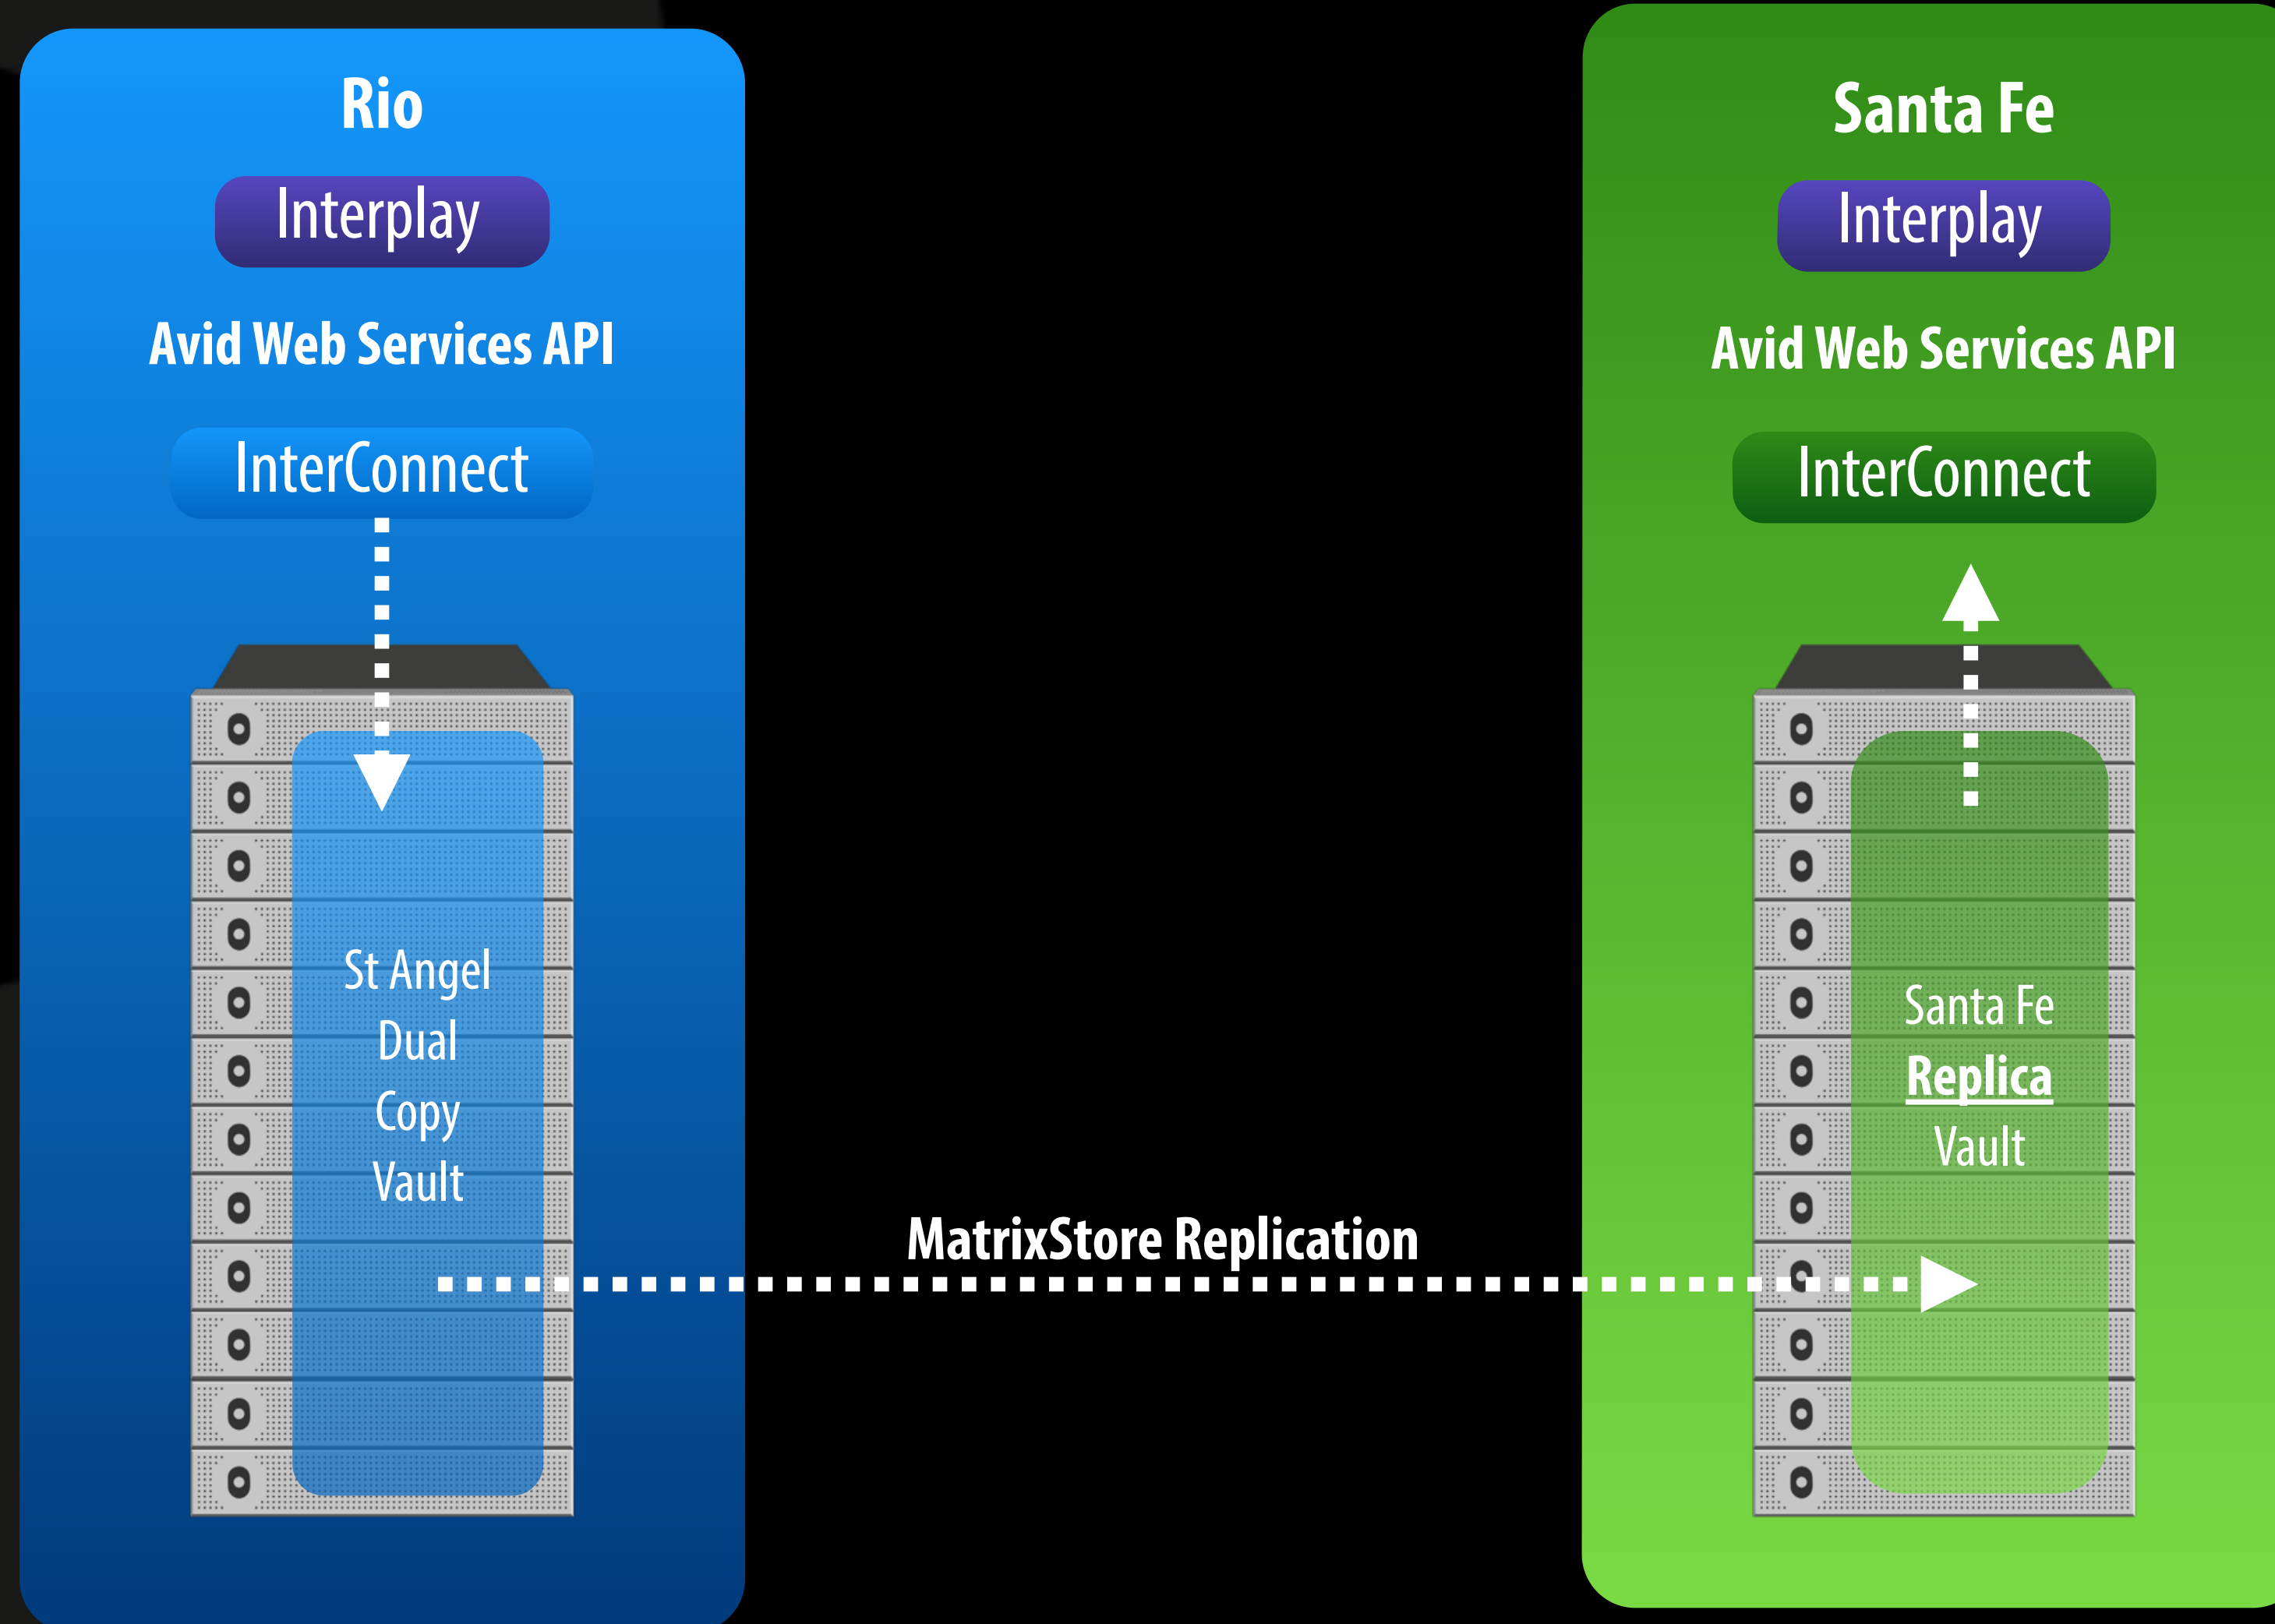 Rio
Interplay
Avid Web Services API
InterConnect
St Angel
Dual
Copy
Vault
MatrixStore Replication
Santa Fe
Interplay
Avid Web Services API
InterConnect
Santa Fe
Replica
Vault